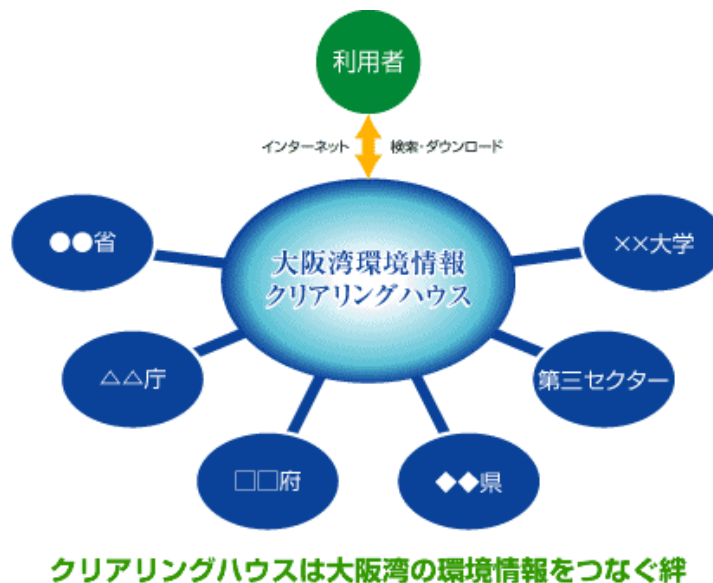 利用者
インターネット 検索・ダウンロード
●●省
××大学
大阪湾環境情報
クリアリングハウス
△△庁
第三セクター
□□府
◆◆県
クリアリングハウスは大阪湾の環境情報をつなぐ絆